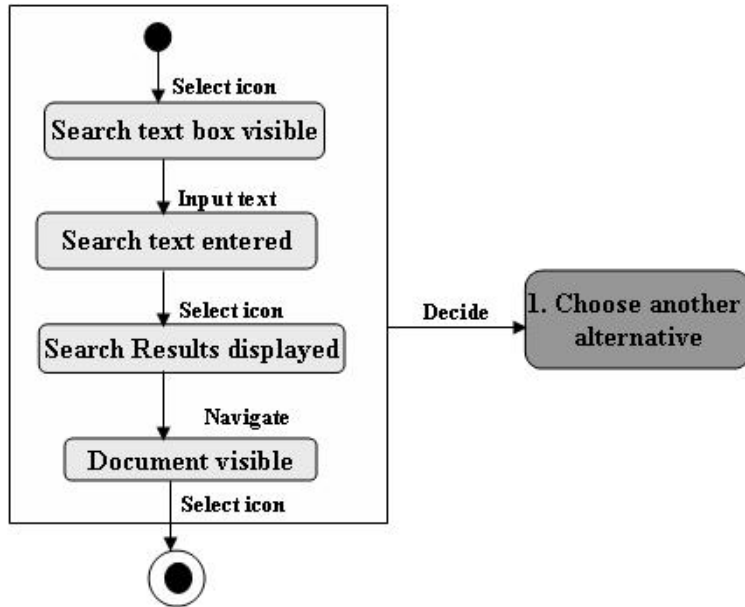 Select icon
Search text box visible
Input text
Search text entered
Select icon
Search Results displayed
Navigate
Document visible
Select icon
Decide
1. Choose another
alternative